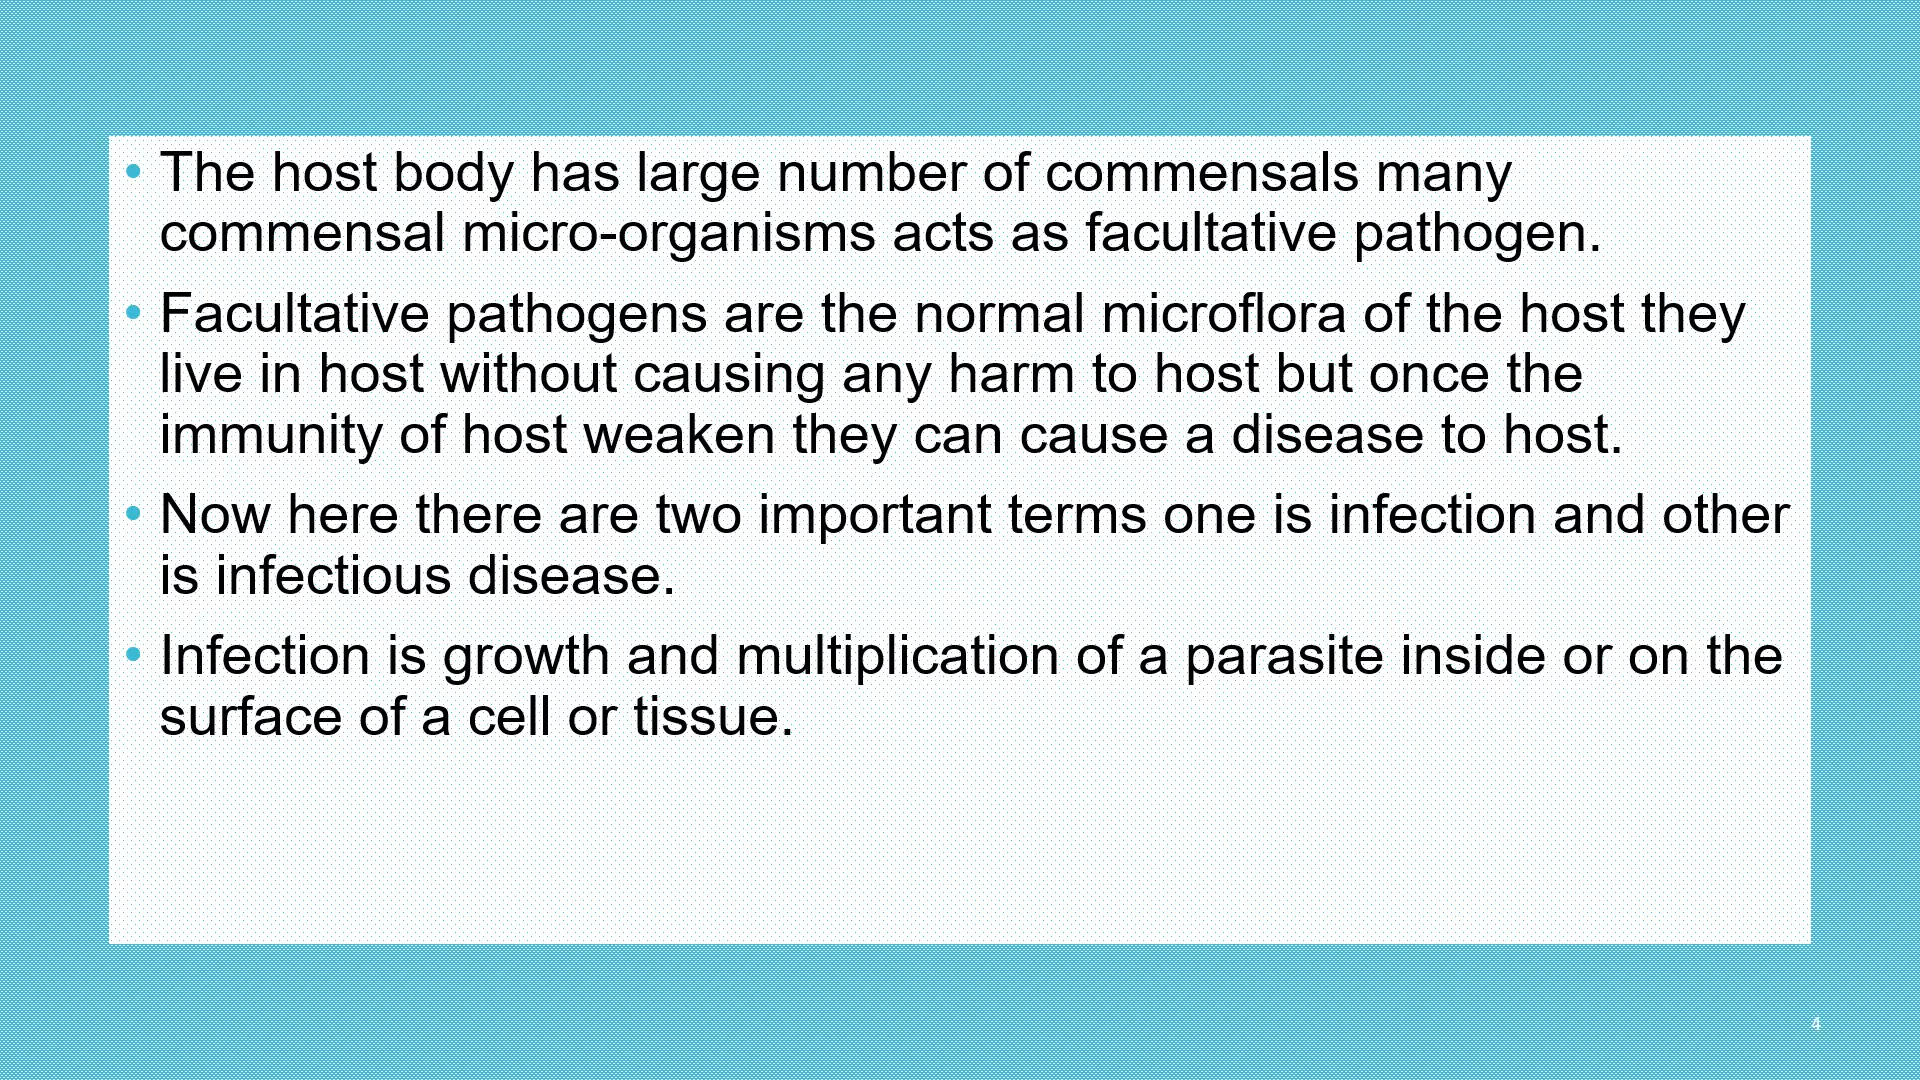 • The host body has large number of commensals many
commensal micro-organisms acts as facultative pathogen.
• Facultative pathogens are the normal microflora of the host they
live in host without causing any harm to host but once the
immunity of host weaken they can cause a disease to host.
• Now here there are two important terms one is infection and other
is infectious disease.
• Infection is growth and multiplication of a parasite inside or on the
surface of a cell or tissue.
4